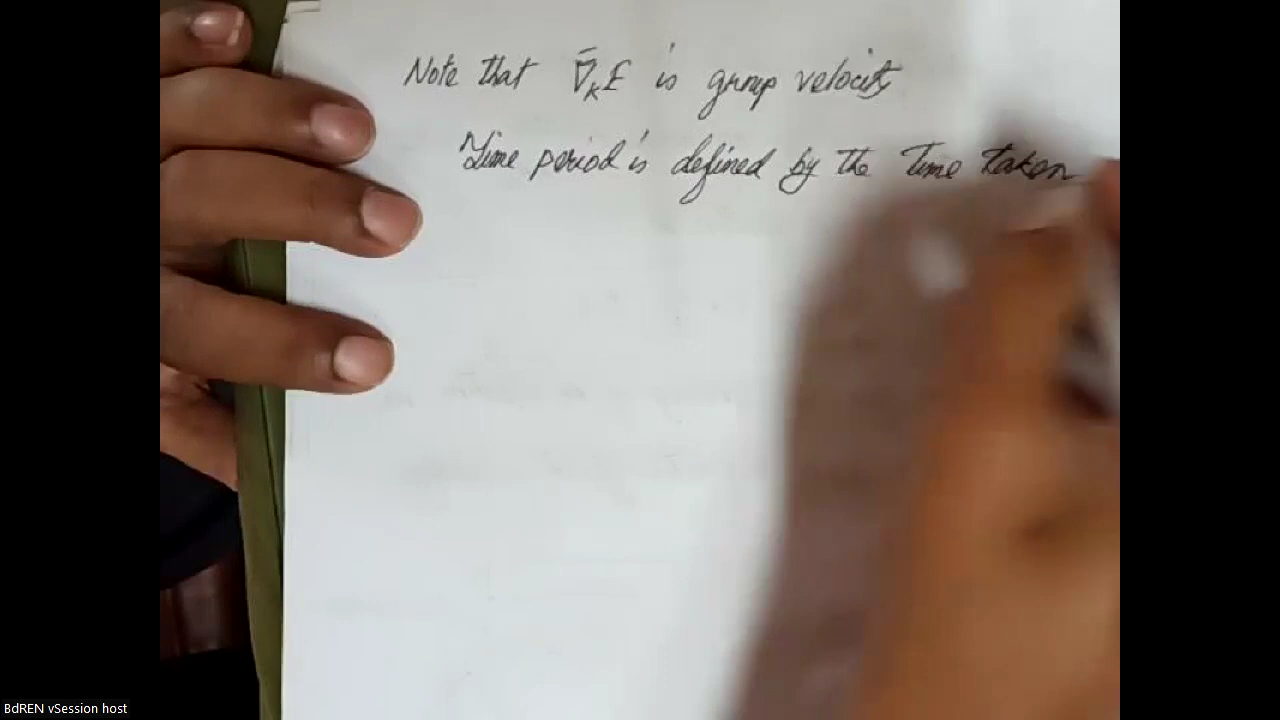 Note that ∇̄ₖE is group velocity
Time period is defined by the Time taken
BdREN vSession host